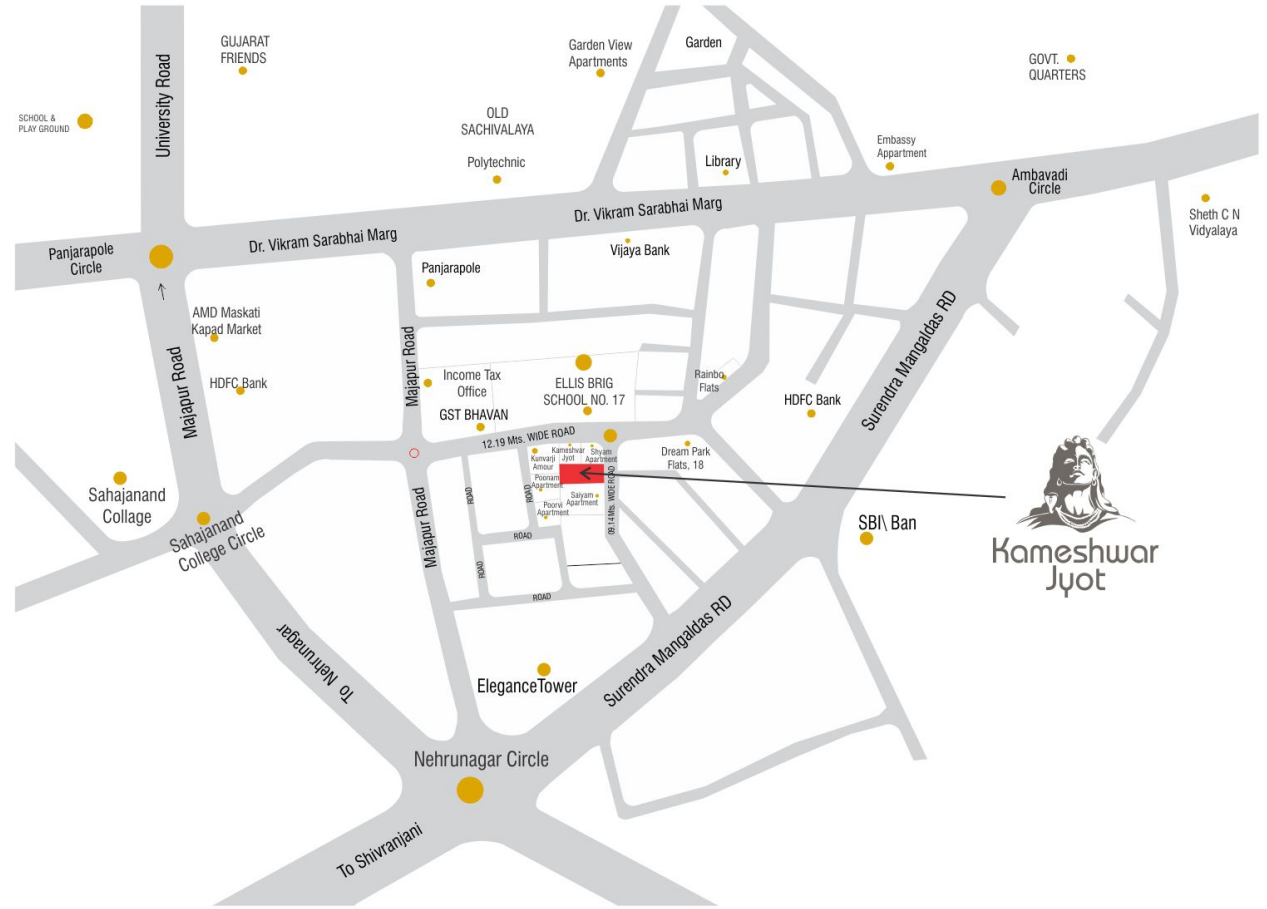 GUJARAT
FRIENDS
University Road
SCHOOL &
PLAY GROUND
Garden View
Apartments
Garden
GOVT.
QUARTERS
OLD
SACHIVALAYA
Polytechnic
Library
Embassy
Appartment
Ambavadi
Circle
Sheth C N
Vidyalaya
Panjarapole
Circle
Dr. Vikram Sarabhai Marg
Dr. Vikram Sarabhai Marg
Vijaya Bank
Panjarapole
AMD Maskati
Kapad Market
HDFC Bank
Majapur Road
Majapur Road
Income Tax
Office
GST BHAVAN
ELLIS BRIG
SCHOOL NO. 17
Rainbo
Flats
HDFC Bank
Surendra Mangaldas RD
12.19 Mts. WIDE ROAD
Kunvarji
Amour
Kameshvar
Jyot
Shyam
Apartment
Dream Park
Flats, 18
Poonam
Apartment
Saiyam
Apartment
Poorvi
Apartment
09.14 Mts. WIDE ROAD
ROAD
ROAD
ROAD
ROAD
ROAD
Majapur Road
Sahajanand
Collage
Sahajanand
College Circle
SBI\ Ban
Kameshwar
Jyot
To Nehrunagar
Surendra Mangaldas RD
EleganceTower
Nehrunagar Circle
To Shivranjani